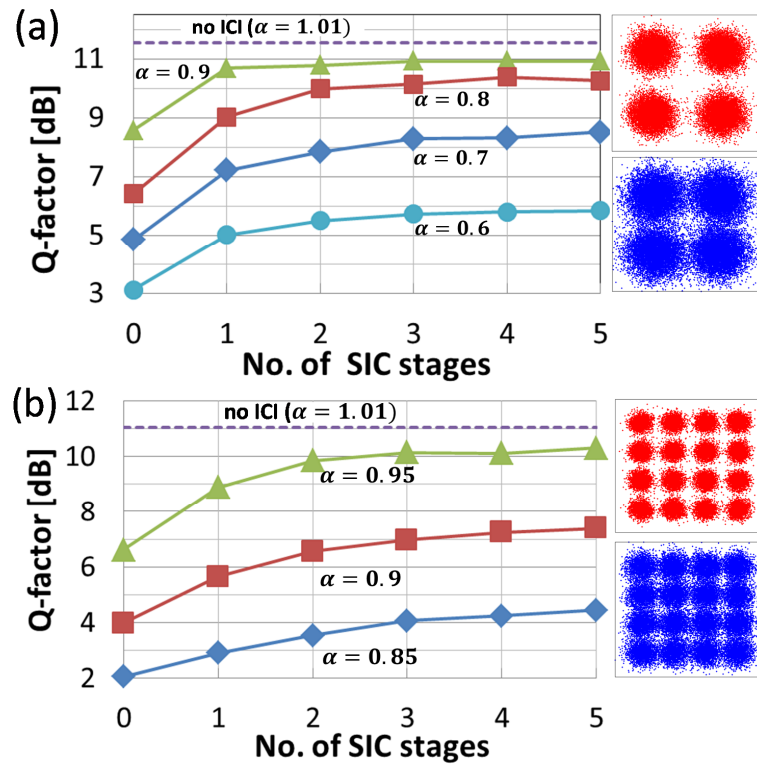 (a)
no ICI (α = 1.01)
Q-factor [dB]
11
9
7
5
3
α = 0.9
α = 0.8
α = 0.7
α = 0.6
0 1 2 3 4 5
No. of SIC stages
(b)
no ICI (α = 1.01)
Q-factor [dB]
12
10
8
6
4
2
α = 0.95
α = 0.9
α = 0.85
0 1 2 3 4 5
No. of SIC stages